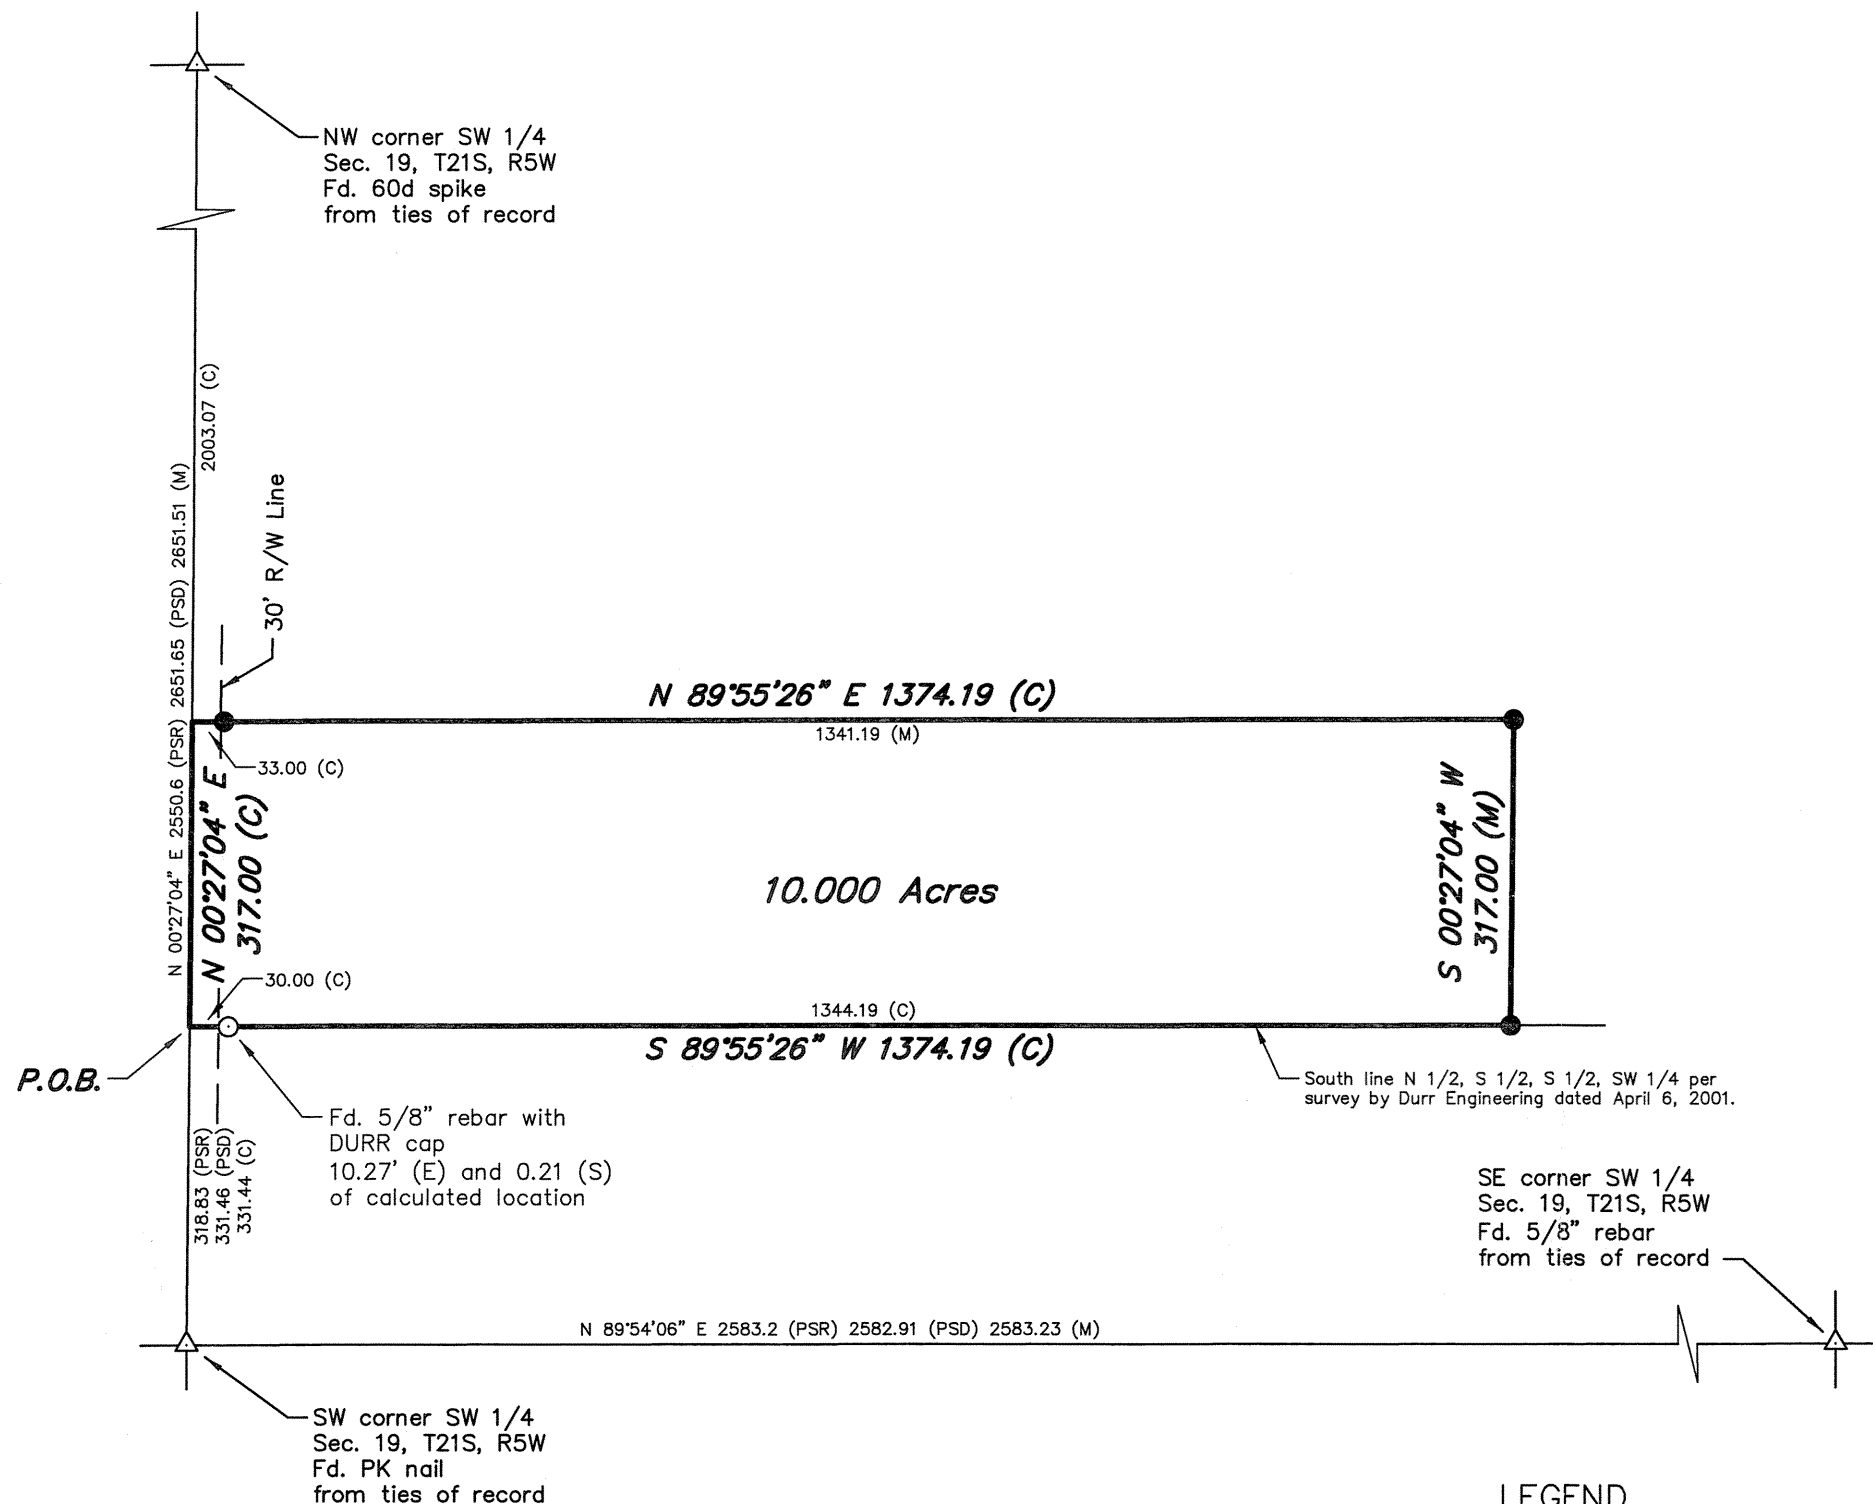 NW corner SW 1/4
Sec. 19, T21S, R5W
Fd. 60d spike
from ties of record
2003.07 (C)
N 00°27'04" E 2550.6 (PSR) 2651.65 (PSD) 2651.51 (M)
30' R/W Line
N 89°55'26" E 1374.19 (C)
1341.19 (M)
33.00 (C)
N 00°27'04" E
317.00 (C)
10.000 Acres
S 00°27'04" W
317.00 (M)
30.00 (C)
1344.19 (C)
S 89°55'26" W 1374.19 (C)
P.O.B.
South line N 1/2, S 1/2, S 1/2, SW 1/4 per
survey by Durr Engineering dated April 6, 2001.
Fd. 5/8" rebar with
DURR cap
10.27' (E) and 0.21 (S)
of calculated location
318.83 (PSR)
331.46 (PSD)
331.44 (C)
SE corner SW 1/4
Sec. 19, T21S, R5W
Fd. 5/8" rebar
from ties of record
N 89°54'06" E 2583.2 (PSR) 2582.91 (PSD) 2583.23 (M)
SW corner SW 1/4
Sec. 19, T21S, R5W
Fd. PK nail
from ties of record
LEGEND